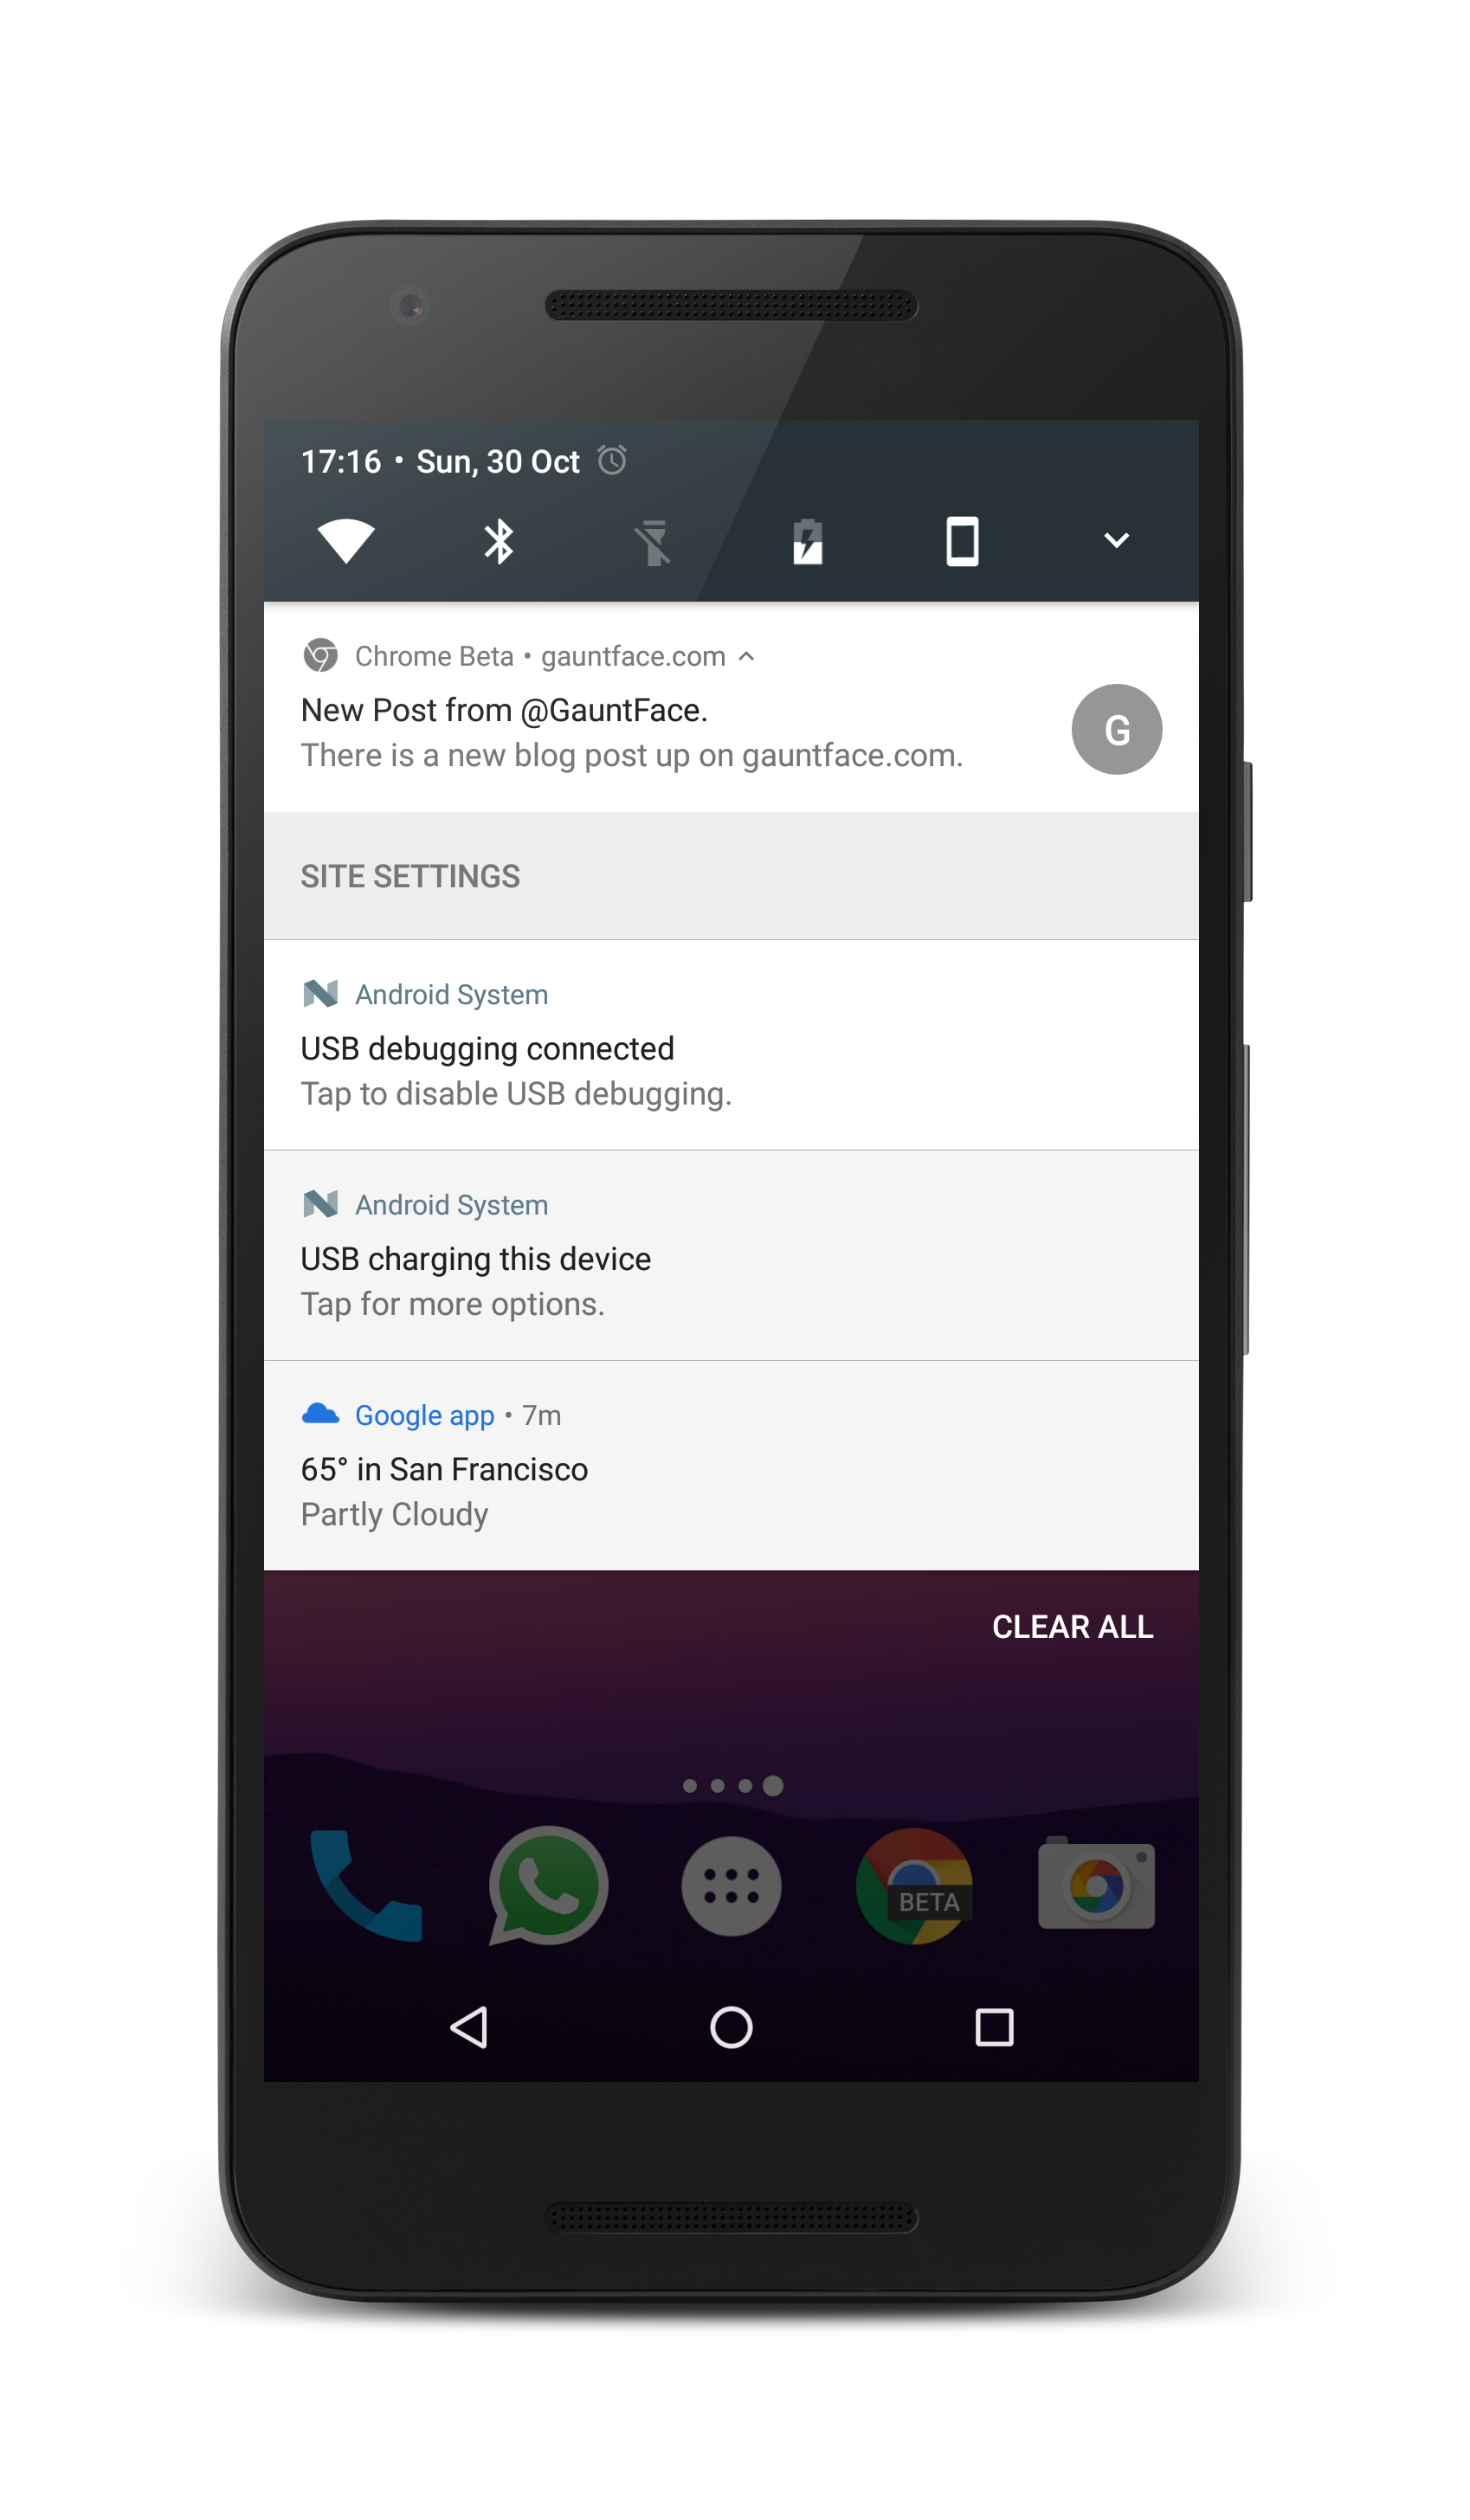 17:16 • Sun, 30 Oct
Chrome Beta • gauntface.com
New Post from @GauntFace.
There is a new blog post up on gauntface.com.
G
SITE SETTINGS
Android System
USB debugging connected
Tap to disable USB debugging.
Android System
USB charging this device
Tap for more options.
Google app • 7m
65° in San Francisco
Partly Cloudy
CLEAR ALL
BETA